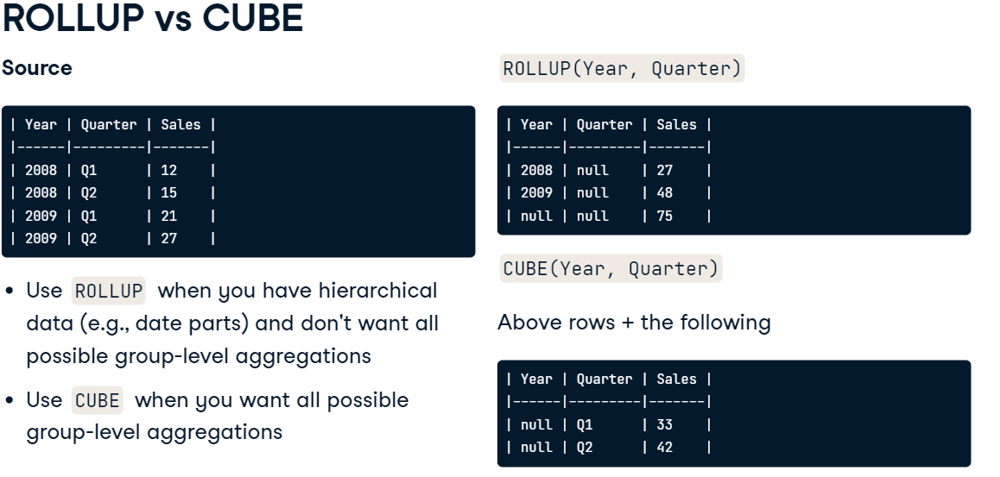 ROLLUP vs CUBE
Source
| Year | Quarter | Sales |
|------|---------|-------|
| 2008 | Q1      | 12    |
| 2008 | Q2      | 15    |
| 2009 | Q1      | 21    |
| 2009 | Q2      | 27    |
• Use ROLLUP when you have hierarchical
data (e.g., date parts) and don't want all
possible group-level aggregations
• Use CUBE when you want all possible
group-level aggregations
ROLLUP(Year, Quarter)
| Year | Quarter | Sales |
|------|---------|-------|
| 2008 | null    | 27    |
| 2009 | null    | 48    |
| null | null    | 75    |
CUBE(Year, Quarter)
Above rows + the following
| Year | Quarter | Sales |
|------|---------|-------|
| null | Q1      | 33    |
| null | Q2      | 42    |